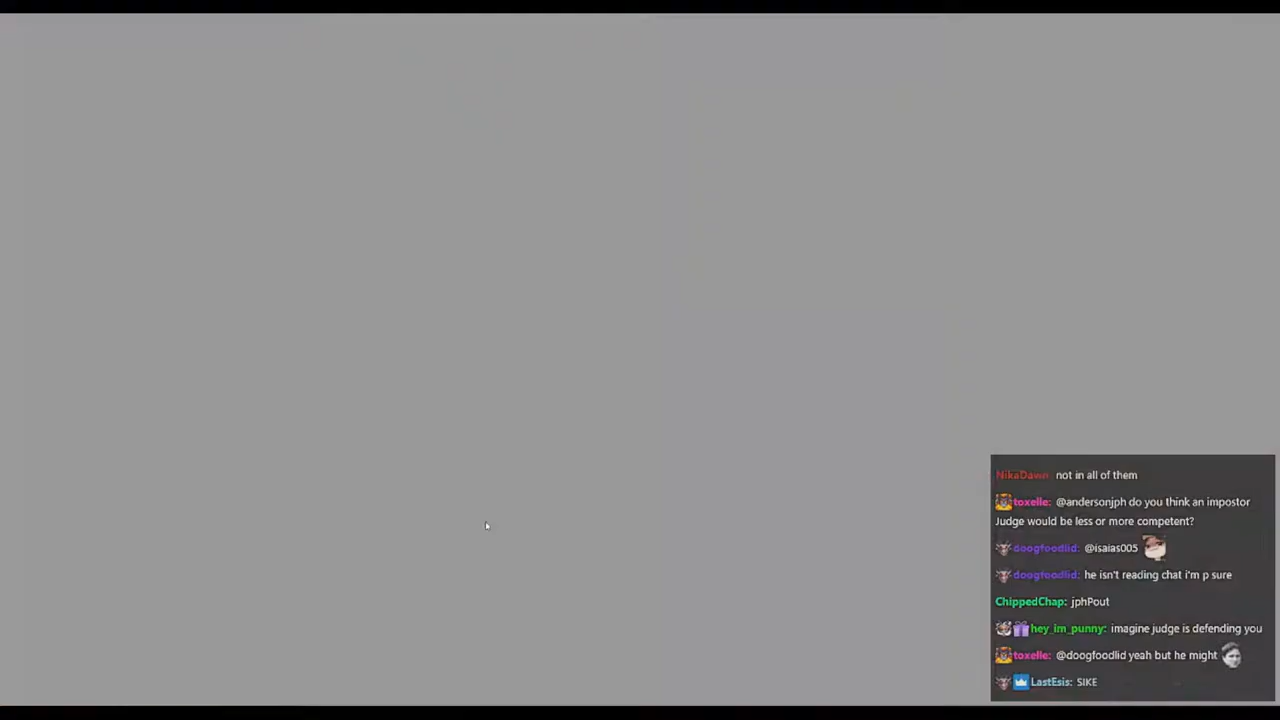 NikaDawn: not in all of them
toxelle: @andersonjph do you think an impostor
Judge would be less or more competent?
doogfoodlid: @isaias005
doogfoodlid: he isn't reading chat i'm p sure
ChippedChap: jphPout
hey_im_punny: imagine judge is defending you
toxelle: @doogfoodlid yeah but he might
LastEsis: SIKE